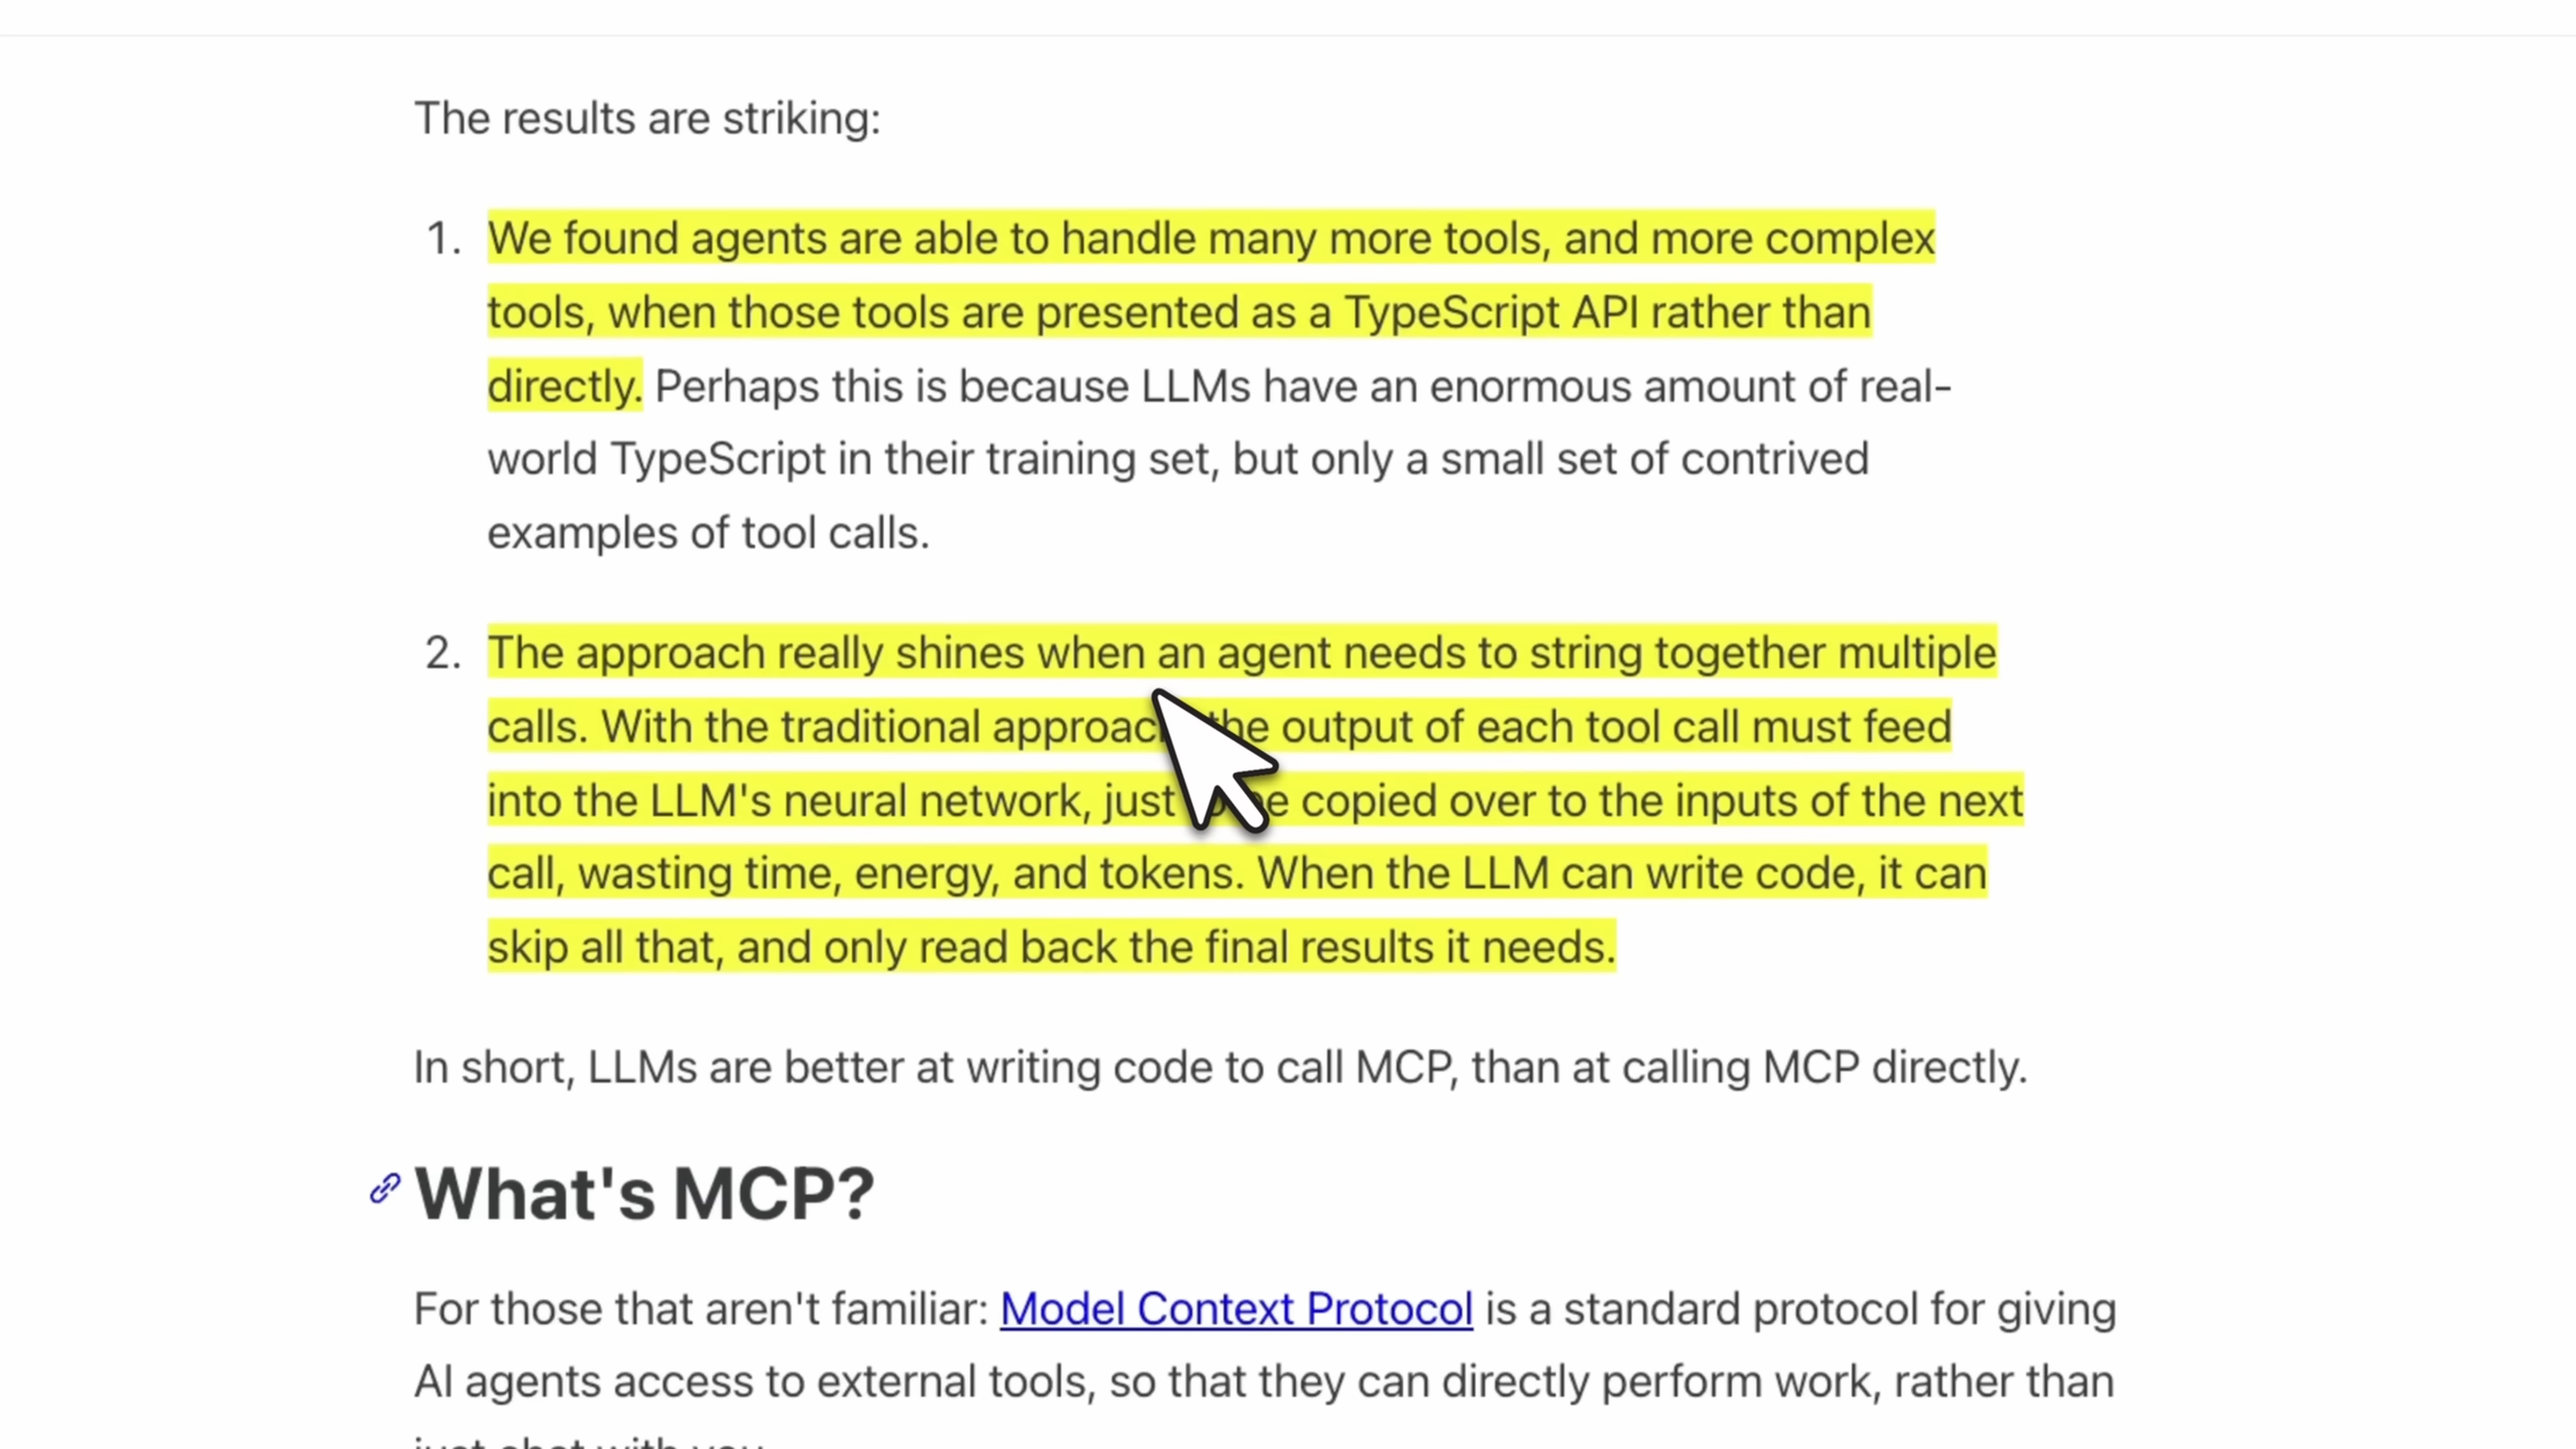 The results are striking:
1. We found agents are able to handle many more tools, and more complex
tools, when those tools are presented as a TypeScript API rather than
directly. Perhaps this is because LLMs have an enormous amount of real-
world TypeScript in their training set, but only a small set of contrived
examples of tool calls.
2. The approach really shines when an agent needs to string together multiple
calls. With the traditional approach the output of each tool call must feed
into the LLM's neural network, just be copied over to the inputs of the next
call, wasting time, energy, and tokens. When the LLM can write code, it can
skip all that, and only read back the final results it needs.
In short, LLMs are better at writing code to call MCP, than at calling MCP directly.
What's MCP?
For those that aren't familiar: Model Context Protocol is a standard protocol for giving
AI agents access to external tools, so that they can directly perform work, rather than
just chat with you